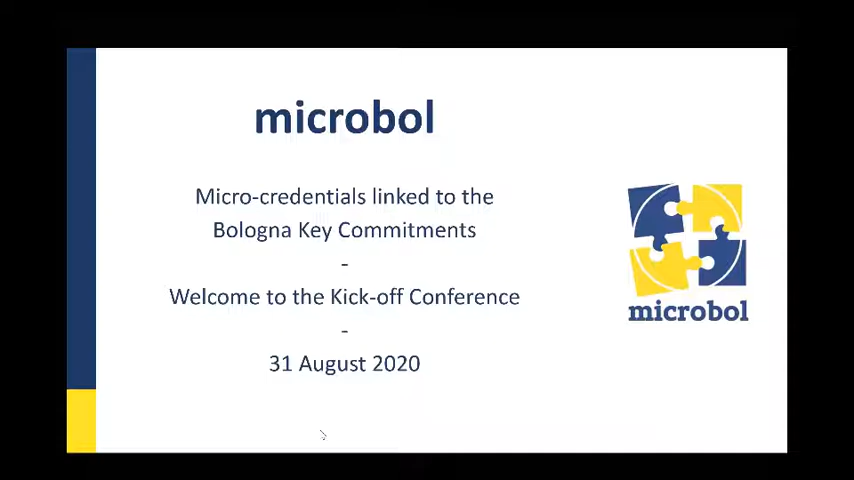 microbol
Micro-credentials linked to the
Bologna Key Commitments
-
Welcome to the Kick-off Conference
-
31 August 2020
microbol